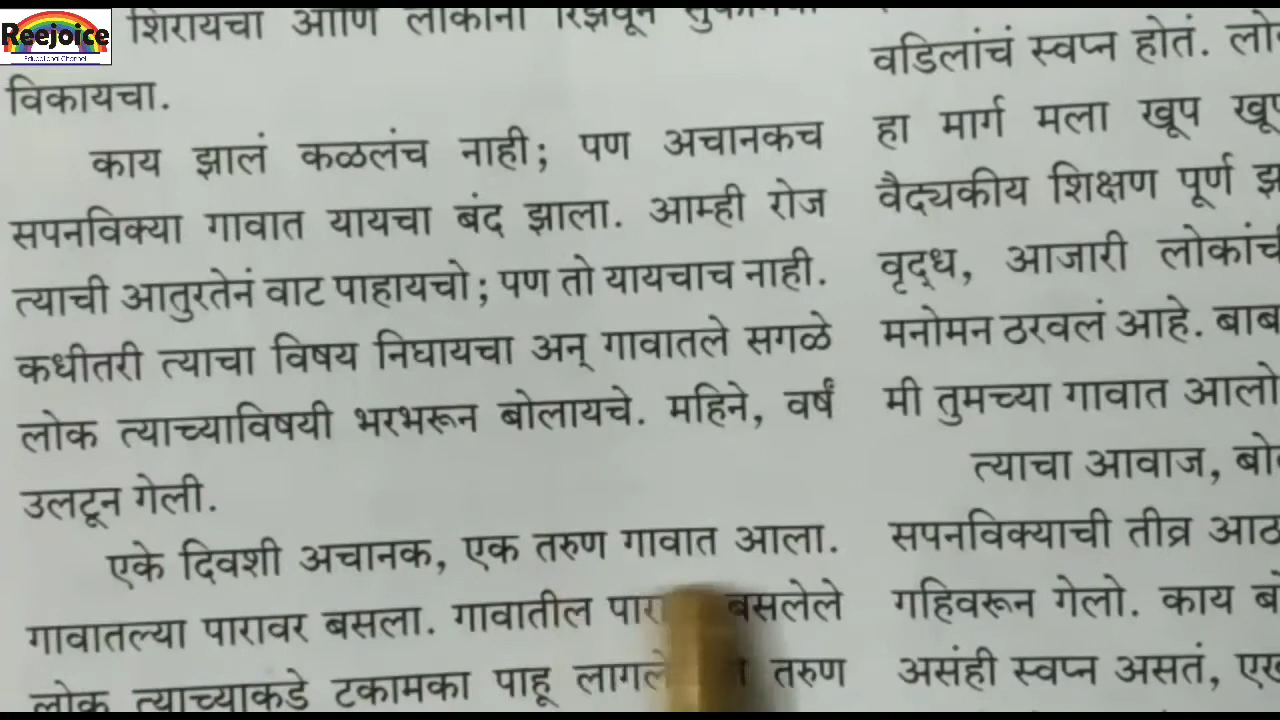 Reejoice
Educational Channel
शिरायचा आणि लोकांना रिझवून
विकायचा.
काय झालं कळलंच नाही; पण अचानकच
सपनविक्या गावात यायचा बंद झाला. आम्ही रोज
त्याची आतुरतेनं वाट पाहायचो; पण तो यायचाच नाही.
कधीतरी त्याचा विषय निघायचा अन् गावातले सगळे
लोक त्याच्याविषयी भरभरून बोलायचे. महिने, वर्षं
उलटून गेली.
एके दिवशी अचानक, एक तरुण गावात आला.
गावातल्या पारावर बसला. गावातील बसलेले
लोक त्याच्याकडे टकामका पाहू तरुण
वडिलांचं स्वप्न होतं.
हा मार्ग मला खूप
वैद्यकीय शिक्षण पूर्ण
वृद्ध, आजारी
मनोमन ठरवलं आहे.
मी तुमच्या गावात
त्याचा आवाज,
सपनविक्याची तीव्र
गहिवरून गेलो. काय
असंही स्वप्न असतं,